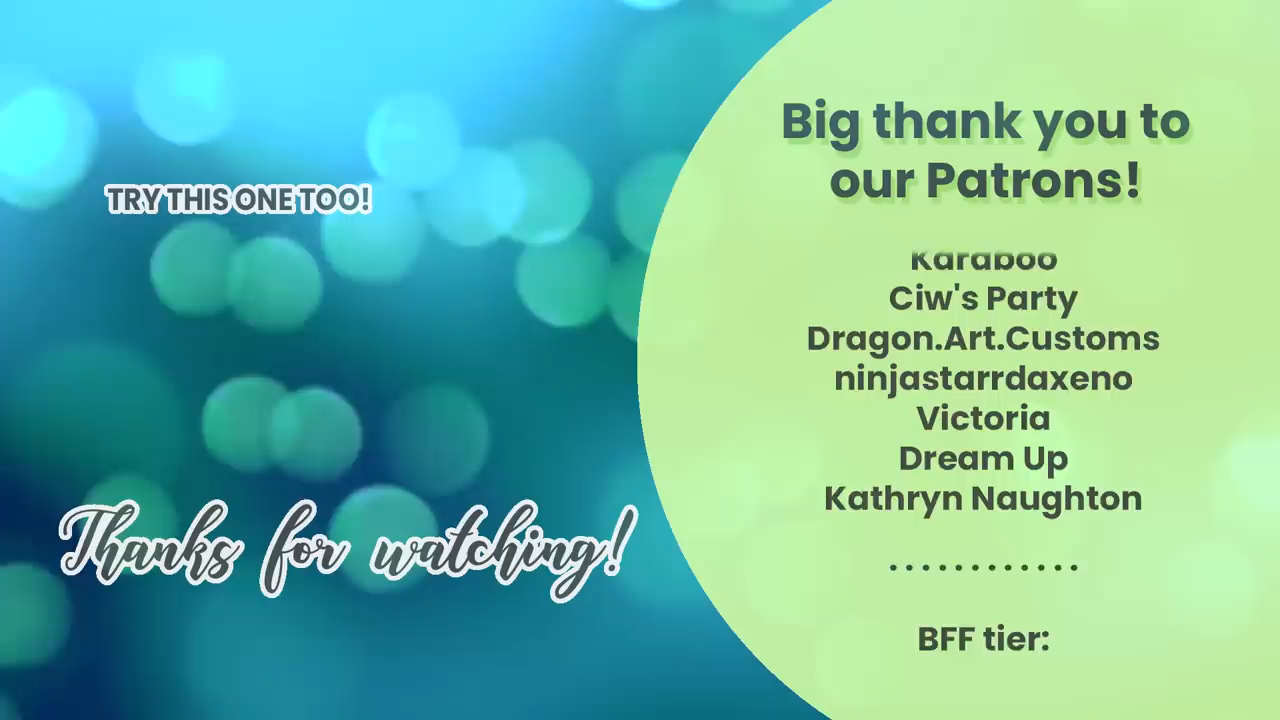 TRY THIS ONE TOO!
Thanks for watching!
Big thank you to
our Patrons!
Karaboo
Ciw's Party
Dragon.Art.Customs
ninjastarrdaxeno
Victoria
Dream Up
Kathryn Naughton
............
BFF tier: